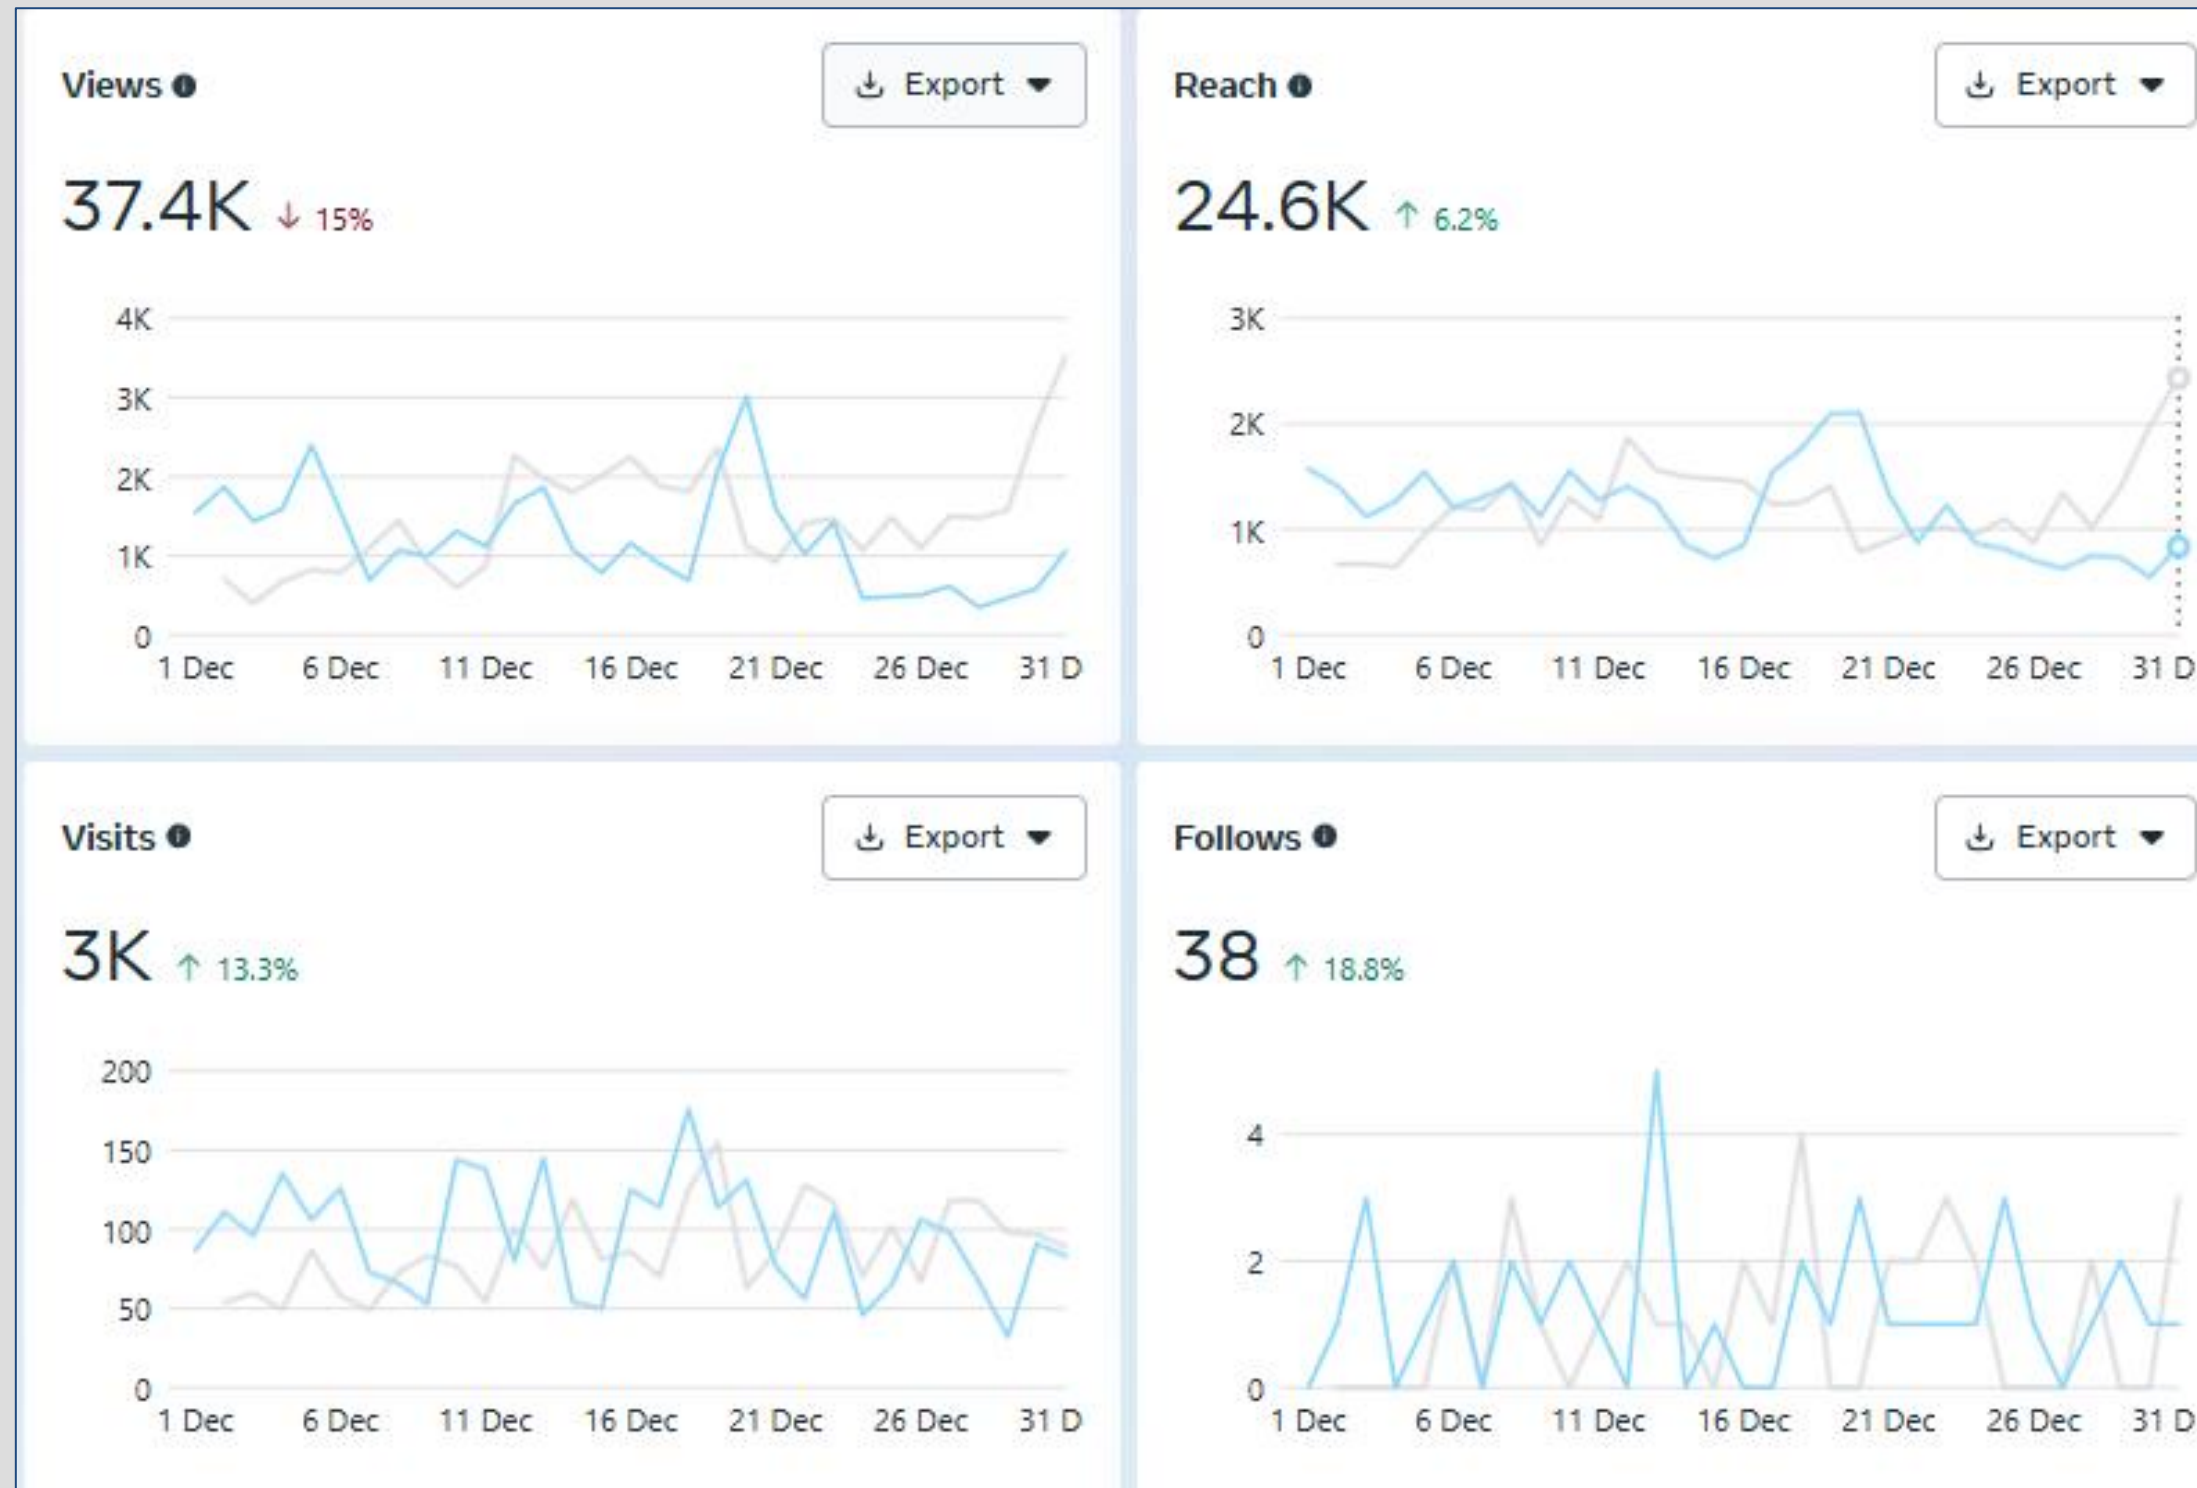 Views
Export
37.4K ↓ 15%
4K
3K
2K
1K
0
1 Dec 6 Dec 11 Dec 16 Dec 21 Dec 26 Dec 31 D
Reach
Export
24.6K ↑ 6.2%
3K
2K
1K
0
1 Dec 6 Dec 11 Dec 16 Dec 21 Dec 26 Dec 31 D
Visits
Export
3K ↑ 13.3%
200
150
100
50
0
1 Dec 6 Dec 11 Dec 16 Dec 21 Dec 26 Dec 31 D
Follows
Export
38 ↑ 18.8%
4
2
0
1 Dec 6 Dec 11 Dec 16 Dec 21 Dec 26 Dec 31 D